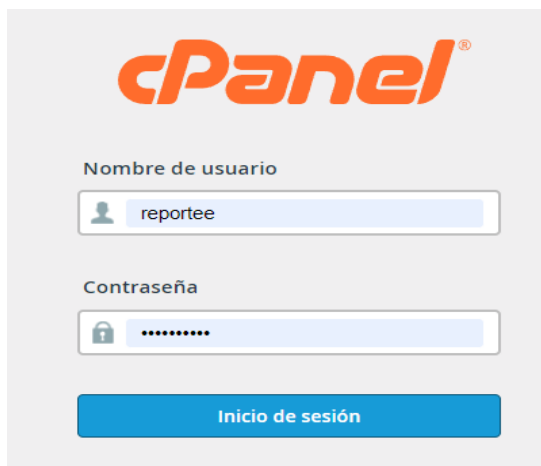 cPanel®
Nombre de usuario
reportee
Contraseña
••••••••••
Inicio de sesión